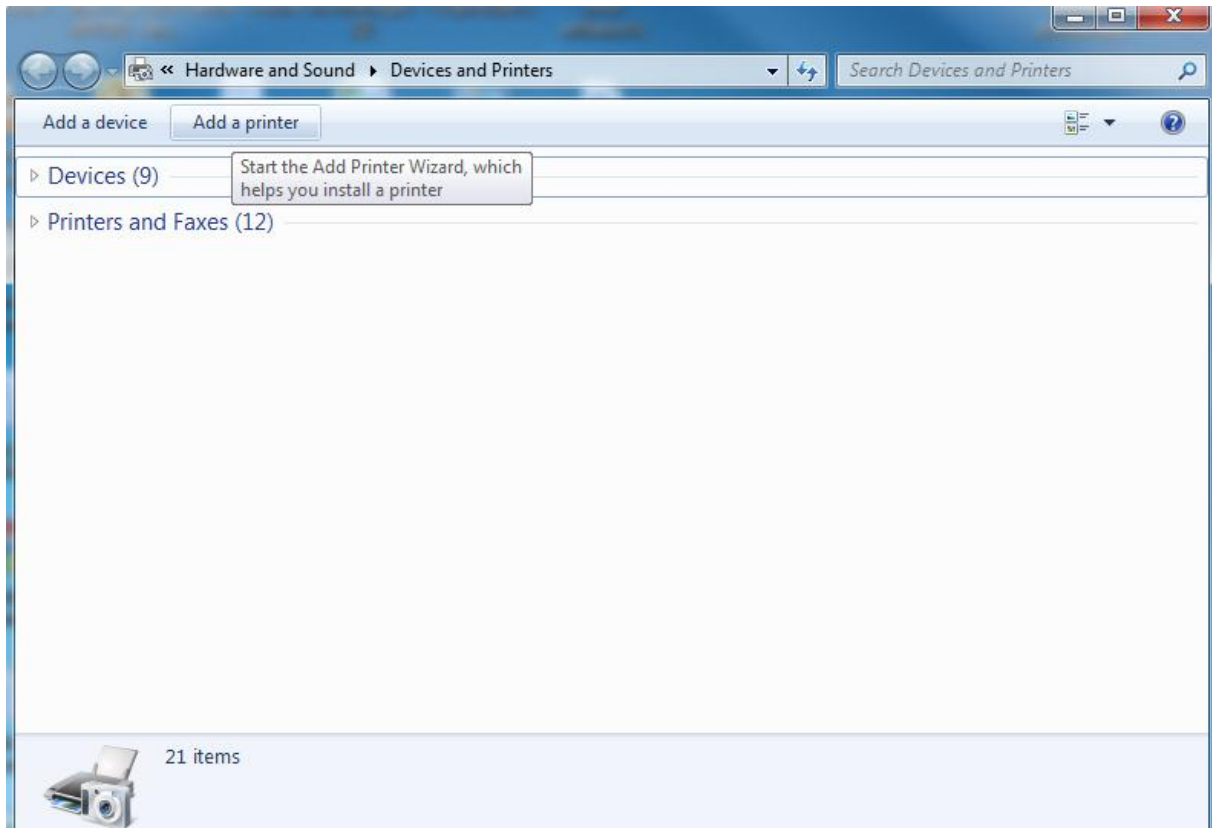 « Hardware and Sound ▸ Devices and Printers
Search Devices and Printers
Add a device Add a printer
Start the Add Printer Wizard, which
helps you install a printer
Devices (9)
Printers and Faxes (12)
21 items